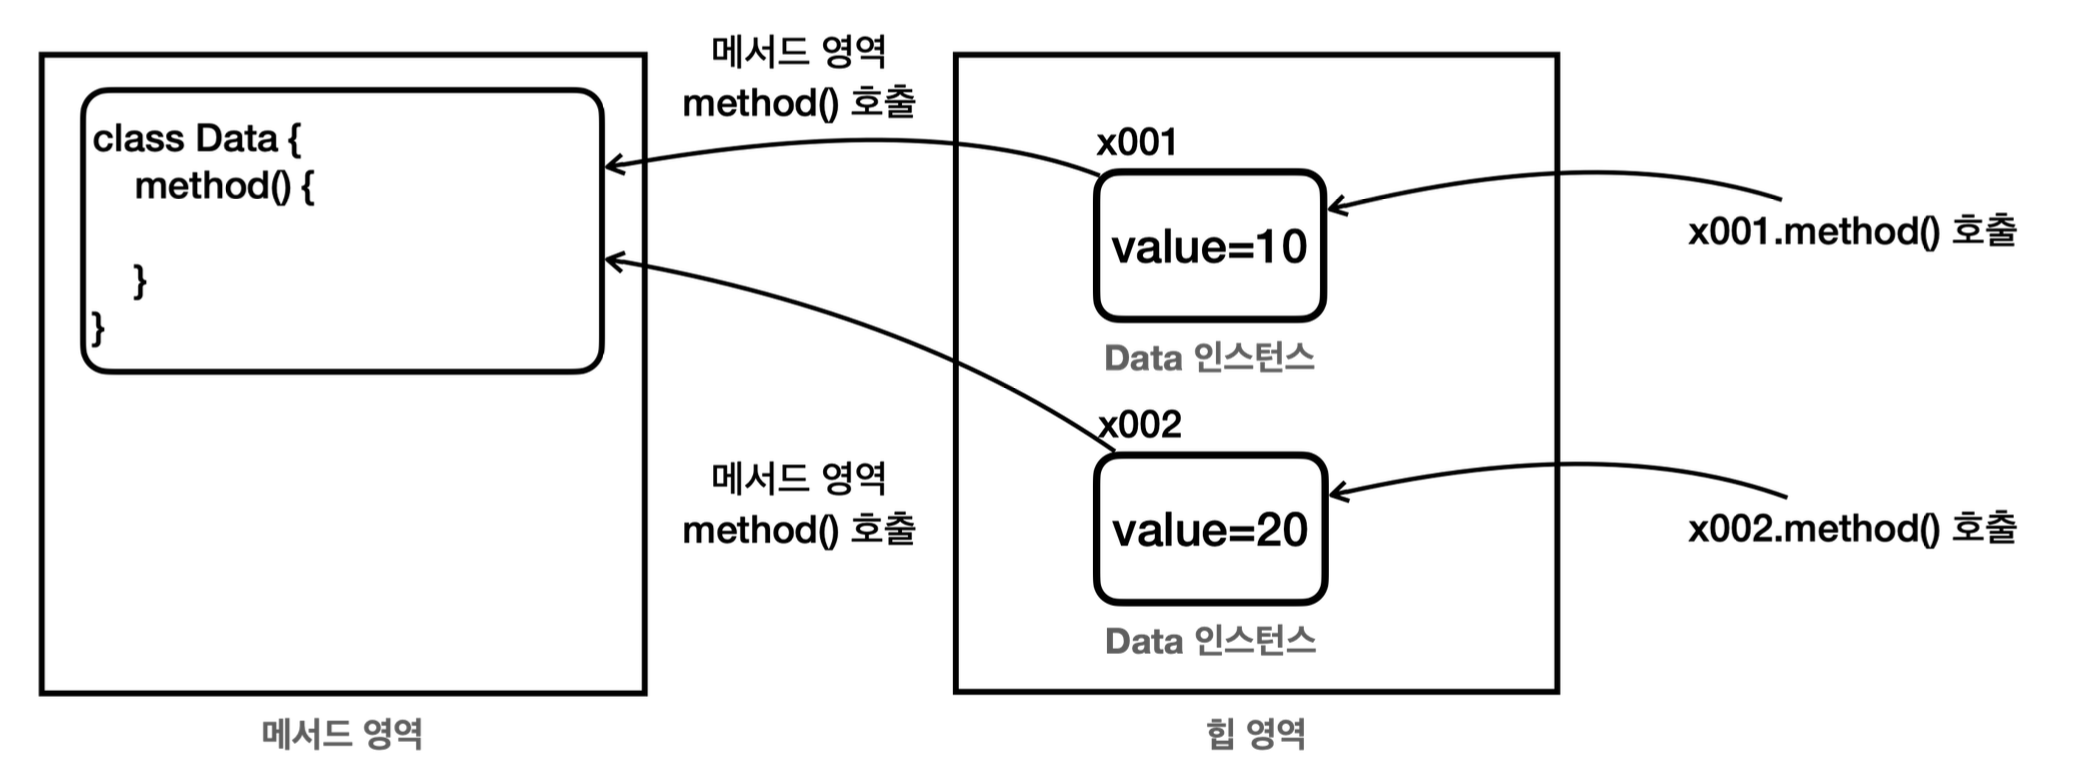 class Data {
method() {
}
}
메서드 영역
메서드 영역
method() 호출
메서드 영역
method() 호출
x001
value=10
Data 인스턴스
x002
value=20
Data 인스턴스
힙 영역
x001.method() 호출
x002.method() 호출